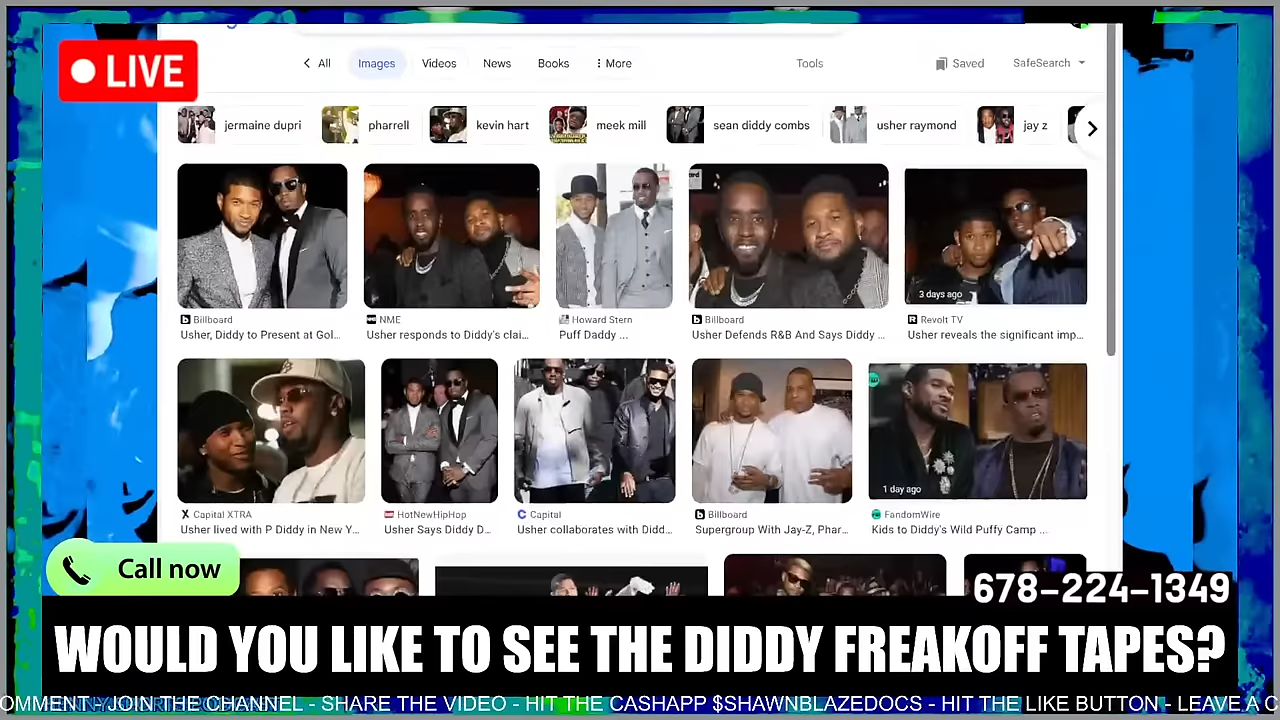 LIVE
All
Images
Videos
News
Books
More
Tools
Saved
SafeSearch
jermaine dupri
pharrell
kevin hart
meek mill
sean diddy combs
usher raymond
jay z
3 days ago
Billboard
Usher, Diddy to Present at Gol...
NME
Usher responds to Diddy's clai...
Howard Stern
Puff Daddy ...
Billboard
Usher Defends R&B And Says Diddy ...
Revolt TV
Usher reveals the significant imp...
1 day ago
Capital XTRA
Usher lived with P Diddy in New Y...
HotNewHipHop
Usher Says Diddy D...
Capital
Usher collaborates with Didd...
Billboard
Supergroup With Jay-Z, Phar...
FandomWire
Kids to Diddy's Wild Puffy Camp ...
Call now
678-224-1349
WOULD YOU LIKE TO SEE THE DIDDY FREAKOFF TAPES?
OMMENT - JOIN THE CHANNEL - SHARE THE VIDEO - HIT THE CASHAPP $SHAWNBLAZEDOCS - HIT THE LIKE BUTTON - LEAVE A C